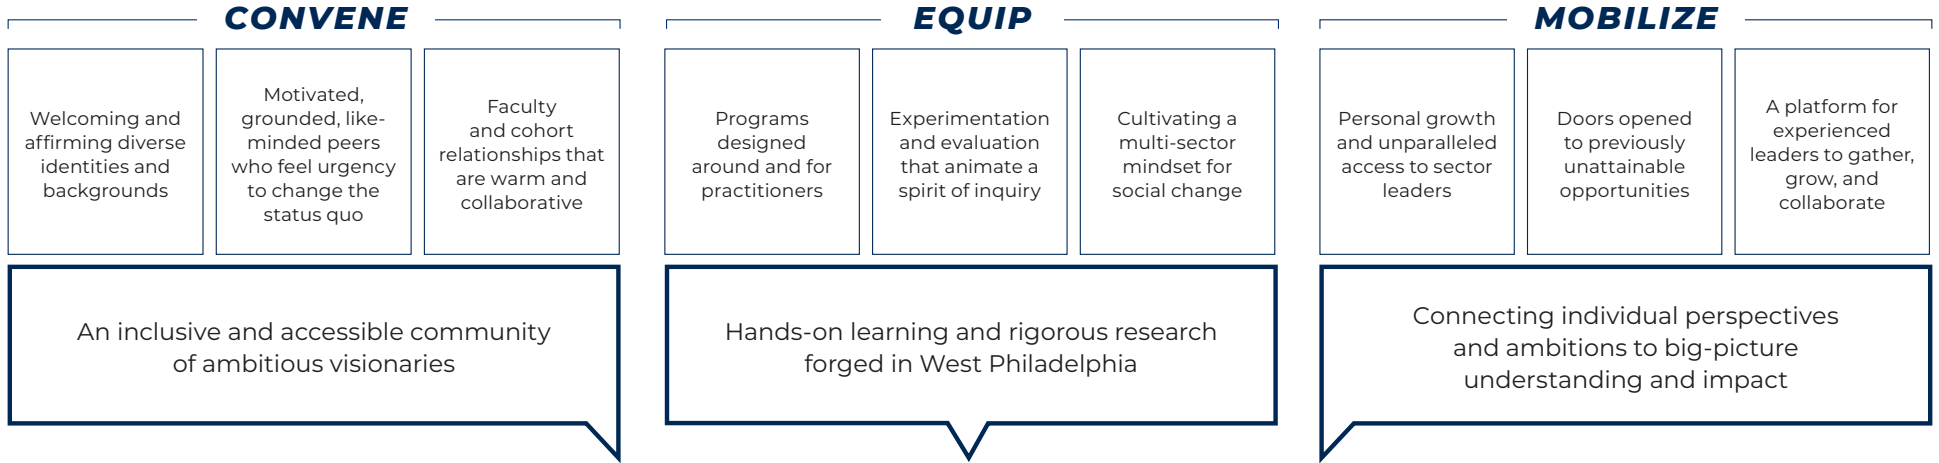 CONVENE
Welcoming and
affirming diverse
identities and
backgrounds
Motivated,
grounded, like-
minded peers
who feel urgency
to change the
status quo
Faculty
and cohort
relationships that
are warm and
collaborative
An inclusive and accessible community
of ambitious visionaries
EQUIP
Programs
designed
around and for
practitioners
Experimentation
and evaluation
that animate a
spirit of inquiry
Cultivating a
multi-sector
mindset for
social change
Hands-on learning and rigorous research
forged in West Philadelphia
MOBILIZE
Personal growth
and unparalleled
access to sector
leaders
Doors opened
to previously
unattainable
opportunities
A platform for
experienced
leaders to gather,
grow, and
collaborate
Connecting individual perspectives
and ambitions to big-picture
understanding and impact